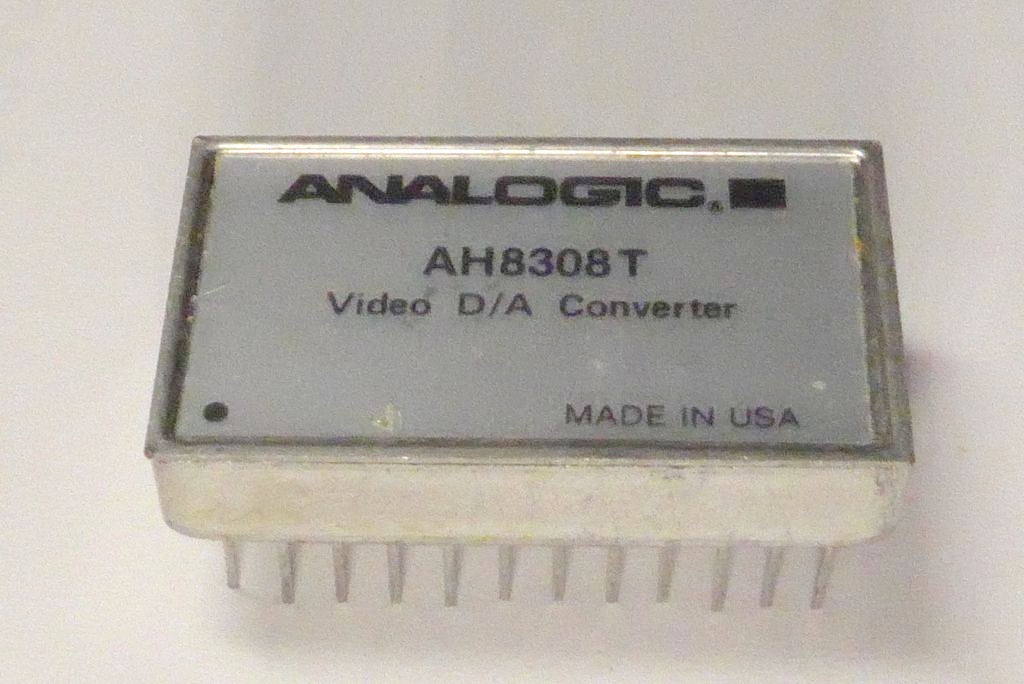 ANALOGIC®
AH8308T
Video D/A Converter
MADE IN USA